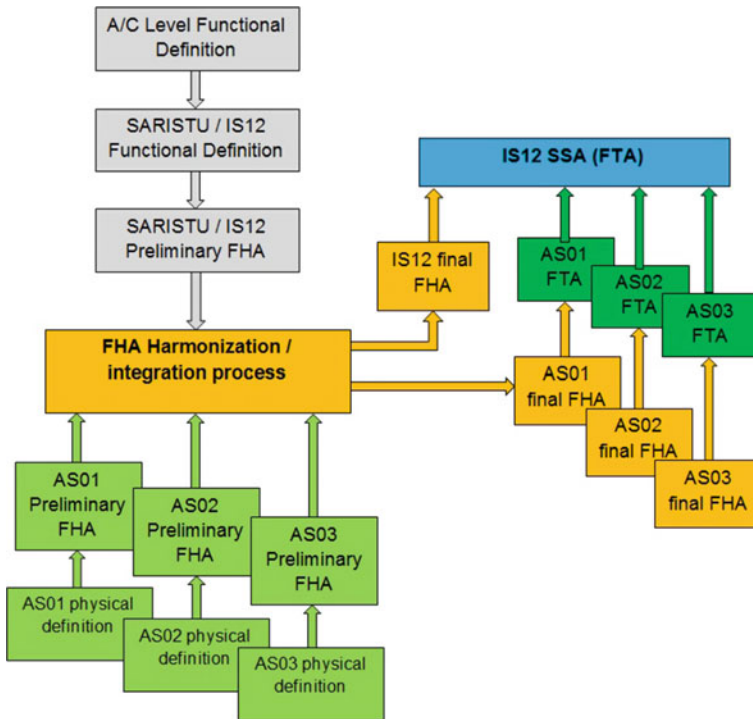 A/C Level Functional
Definition
SARISTU / IS12
Functional Definition
SARISTU / IS12
Preliminary FHA
FHA Harmonization /
integration process
AS01
Preliminary
FHA
AS02
Preliminary
FHA
AS03
Preliminary
FHA
AS01 physical
definition
AS02 physical
definition
AS03 physical
definition
IS12 SSA (FTA)
IS12 final
FHA
AS01
FTA
AS02
FTA
AS03
FTA
AS01
final FHA
AS02
final FHA
AS03
final FHA